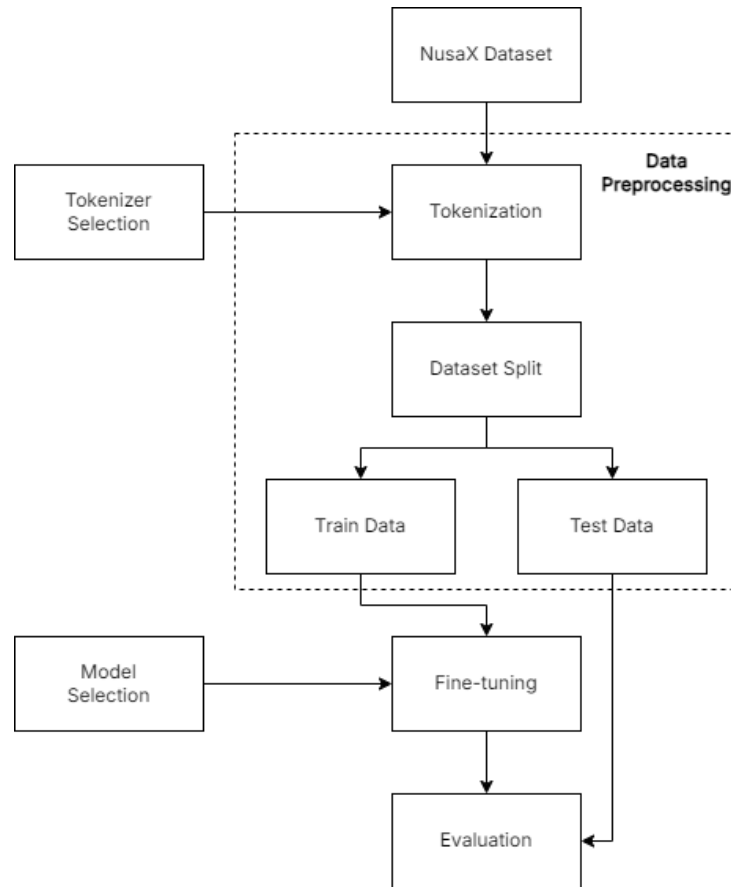 NusaX Dataset
Data
Preprocessing
Tokenizer
Selection
Tokenization
Dataset Split
Train Data
Test Data
Model
Selection
Fine-tuning
Evaluation